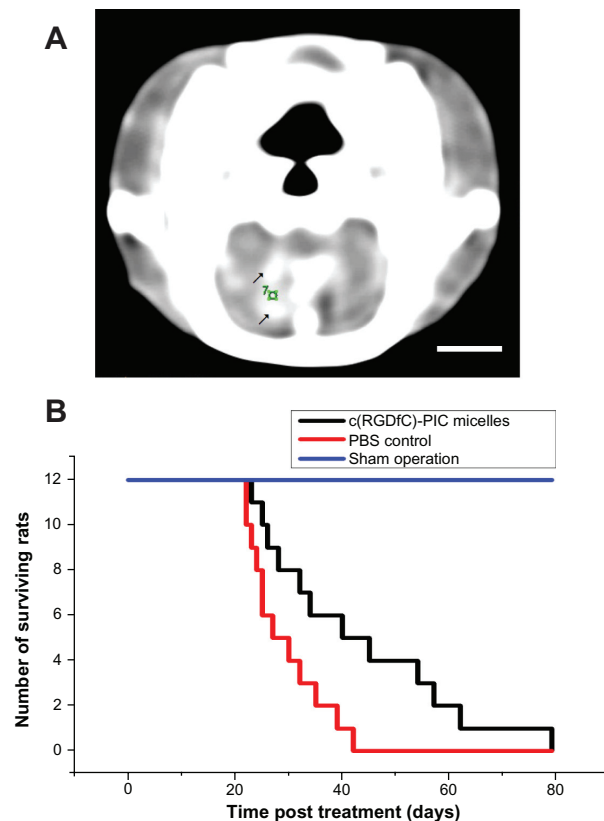 A
7
B
c(RGDfC)-PIC micelles
PBS control
Sham operation
12
10
8
6
4
2
0
Number of surviving rats
0
20
40
60
80
Time post treatment (days)